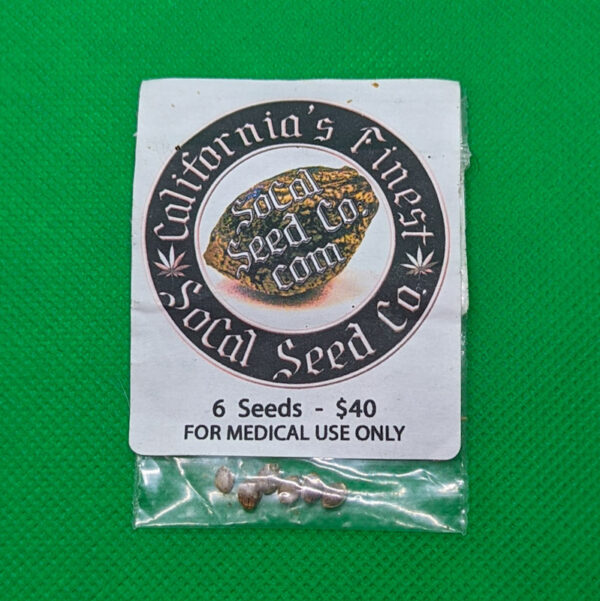 California's Finest
SoCal
Seed Co.
com
SoCal Seed Co.
6 Seeds - $40
FOR MEDICAL USE ONLY